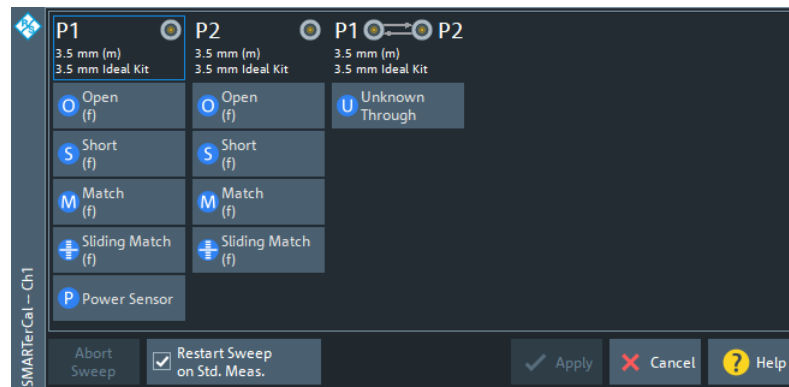 R&S
P1
3.5 mm (m)
3.5 mm Ideal Kit
O Open
(f)
S Short
(f)
M Match
(f)
Sliding Match
(f)
P Power Sensor
P2
3.5 mm (m)
3.5 mm Ideal Kit
O Open
(f)
S Short
(f)
M Match
(f)
Sliding Match
(f)
P1 P2
3.5 mm (m)
3.5 mm Ideal Kit
U Unknown
Through
SMARTerCal – Ch1
Abort
Sweep
Restart Sweep
on Std. Meas.
Apply
Cancel
? Help